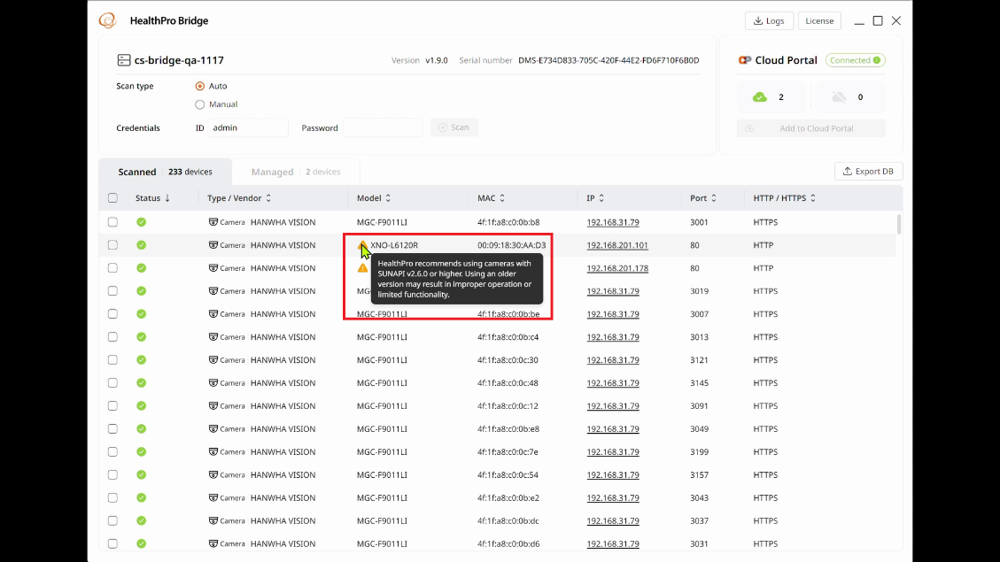 HealthPro Bridge
Logs
License
cs-bridge-qa-1117
Version v1.9.0 Serial number DMS-E734D833-705C-420F-44E2-FD6F710F6B0D
Cloud Portal
Connected
Scan type
Auto
Manual
2
0
Credentials
ID admin
Password
Scan
Add to Cloud Portal
Scanned 233 devices
Managed 2 devices
Export DB
Status Type / Vendor Model MAC IP Port HTTP / HTTPS
Camera HANWHA VISION MGC-F9011LI 4f:1f:a8:c0:0b:b8 192.168.31.79 3001 HTTPS
Camera HANWHA VISION XNO-L6120R 00:09:18:30:AA:D3 192.168.201.101 80 HTTP
Camera HANWHA VISION 192.168.201.178 80 HTTP
HealthPro recommends using cameras with
SUNAPI v2.6.0 or higher. Using an older
version may result in improper operation or
limited functionality.
Camera HANWHA VISION 192.168.31.79 3019 HTTPS
Camera HANWHA VISION MGC-F9011LI 4f:1f:a8:c0:0b:be 192.168.31.79 3007 HTTPS
Camera HANWHA VISION MGC-F9011LI 4f:1f:a8:c0:0b:c4 192.168.31.79 3013 HTTPS
Camera HANWHA VISION MGC-F9011LI 4f:1f:a8:c0:0c:30 192.168.31.79 3121 HTTPS
Camera HANWHA VISION MGC-F9011LI 4f:1f:a8:c0:0c:48 192.168.31.79 3145 HTTPS
Camera HANWHA VISION MGC-F9011LI 4f:1f:a8:c0:0c:12 192.168.31.79 3091 HTTPS
Camera HANWHA VISION MGC-F9011LI 4f:1f:a8:c0:0b:e8 192.168.31.79 3049 HTTPS
Camera HANWHA VISION MGC-F9011LI 4f:1f:a8:c0:0c:7e 192.168.31.79 3199 HTTPS
Camera HANWHA VISION MGC-F9011LI 4f:1f:a8:c0:0c:54 192.168.31.79 3157 HTTPS
Camera HANWHA VISION MGC-F9011LI 4f:1f:a8:c0:0b:e2 192.168.31.79 3043 HTTPS
Camera HANWHA VISION MGC-F9011LI 4f:1f:a8:c0:0b:dc 192.168.31.79 3037 HTTPS
Camera HANWHA VISION MGC-F9011LI 4f:1f:a8:c0:0b:d6 192.168.31.79 3031 HTTPS